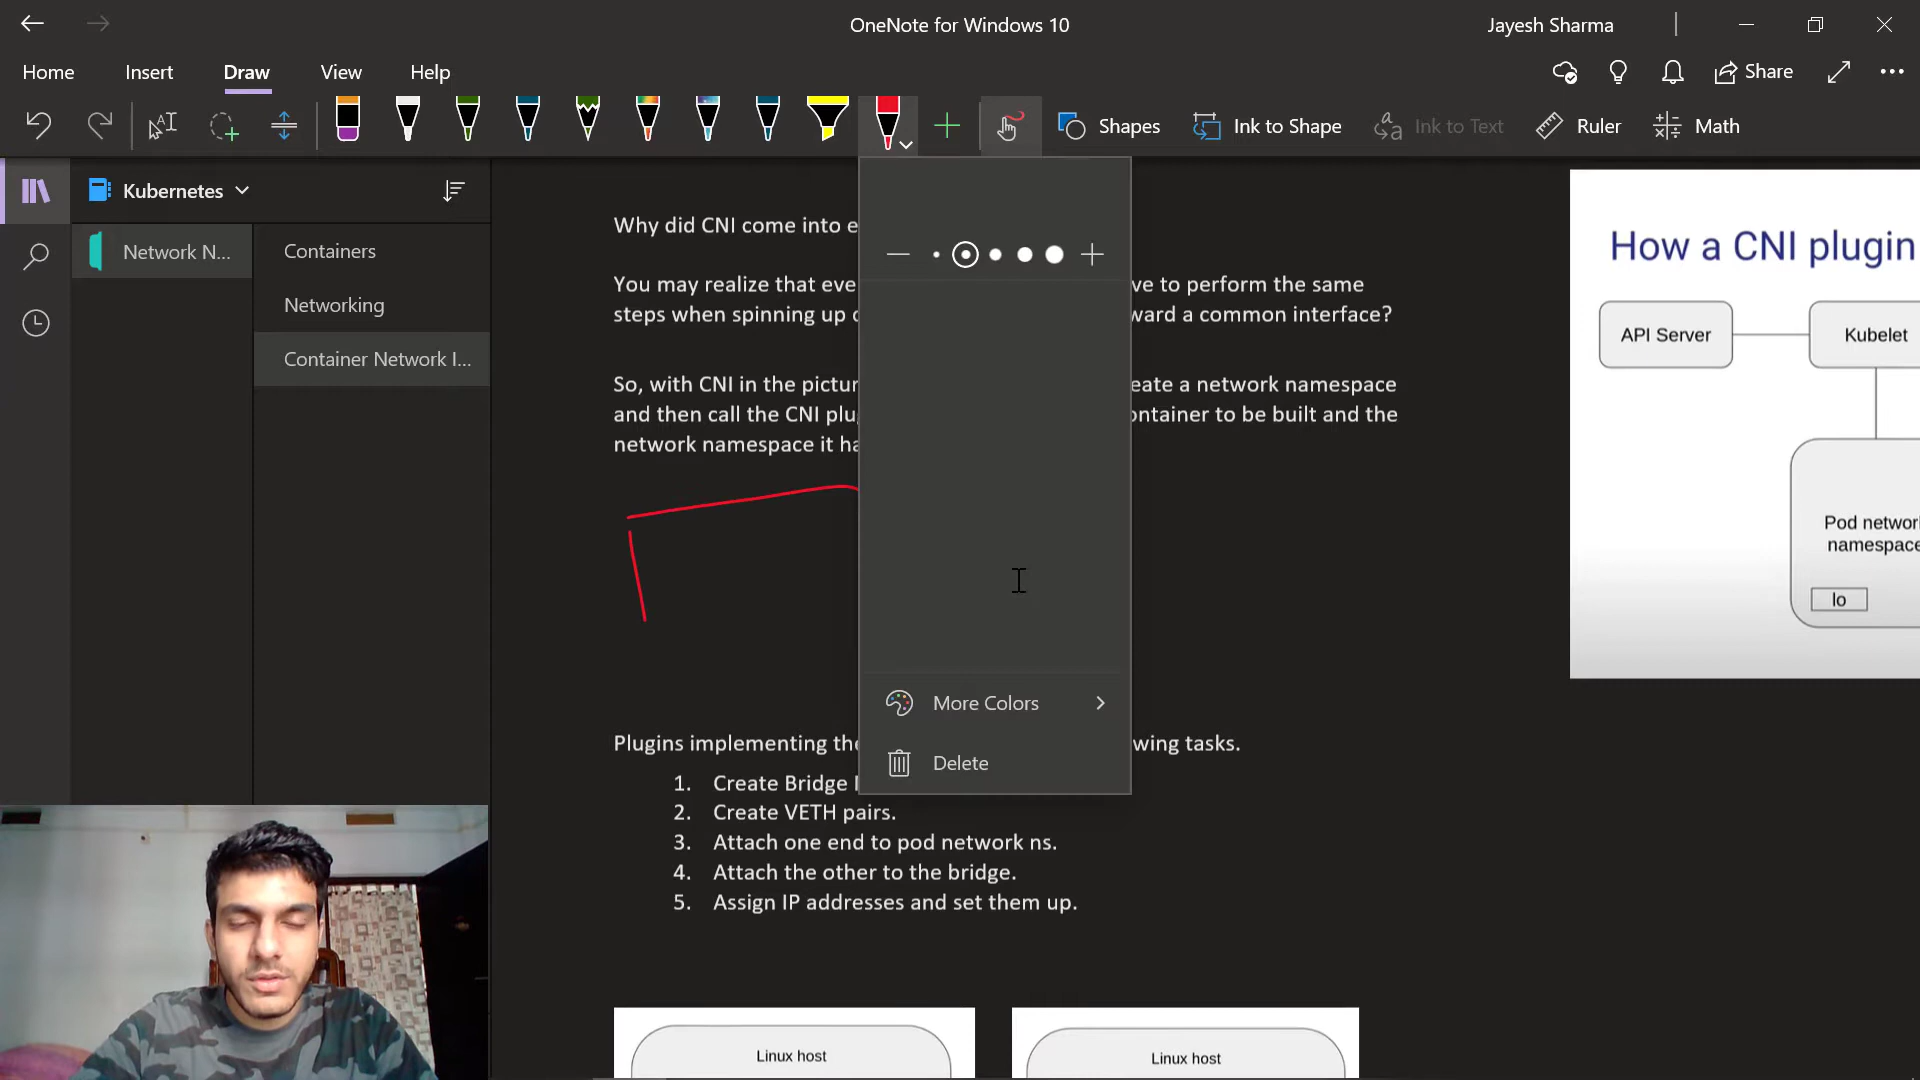 OneNote for Windows 10
Jayesh Sharma
Home
Insert
Draw
View
Help
Share
Shapes
Ink to Shape
Ink to Text
Ruler
Math
Kubernetes
Network N...
Containers
Networking
Container Network I...
Why did CNI come into e
You may realize that eve ve to perform the same
steps when spinning up ward a common interface?
So, with CNI in the pictur eate a network namespace
and then call the CNI plu ontainer to be built and the
network namespace it ha
More Colors
Delete
Plugins implementing the wing tasks.
1. Create Bridge
2. Create VETH pairs.
3. Attach one end to pod network ns.
4. Attach the other to the bridge.
5. Assign IP addresses and set them up.
Linux host
Linux host
How a CNI plugin
API Server
Kubelet
Pod networ
namespace
lo